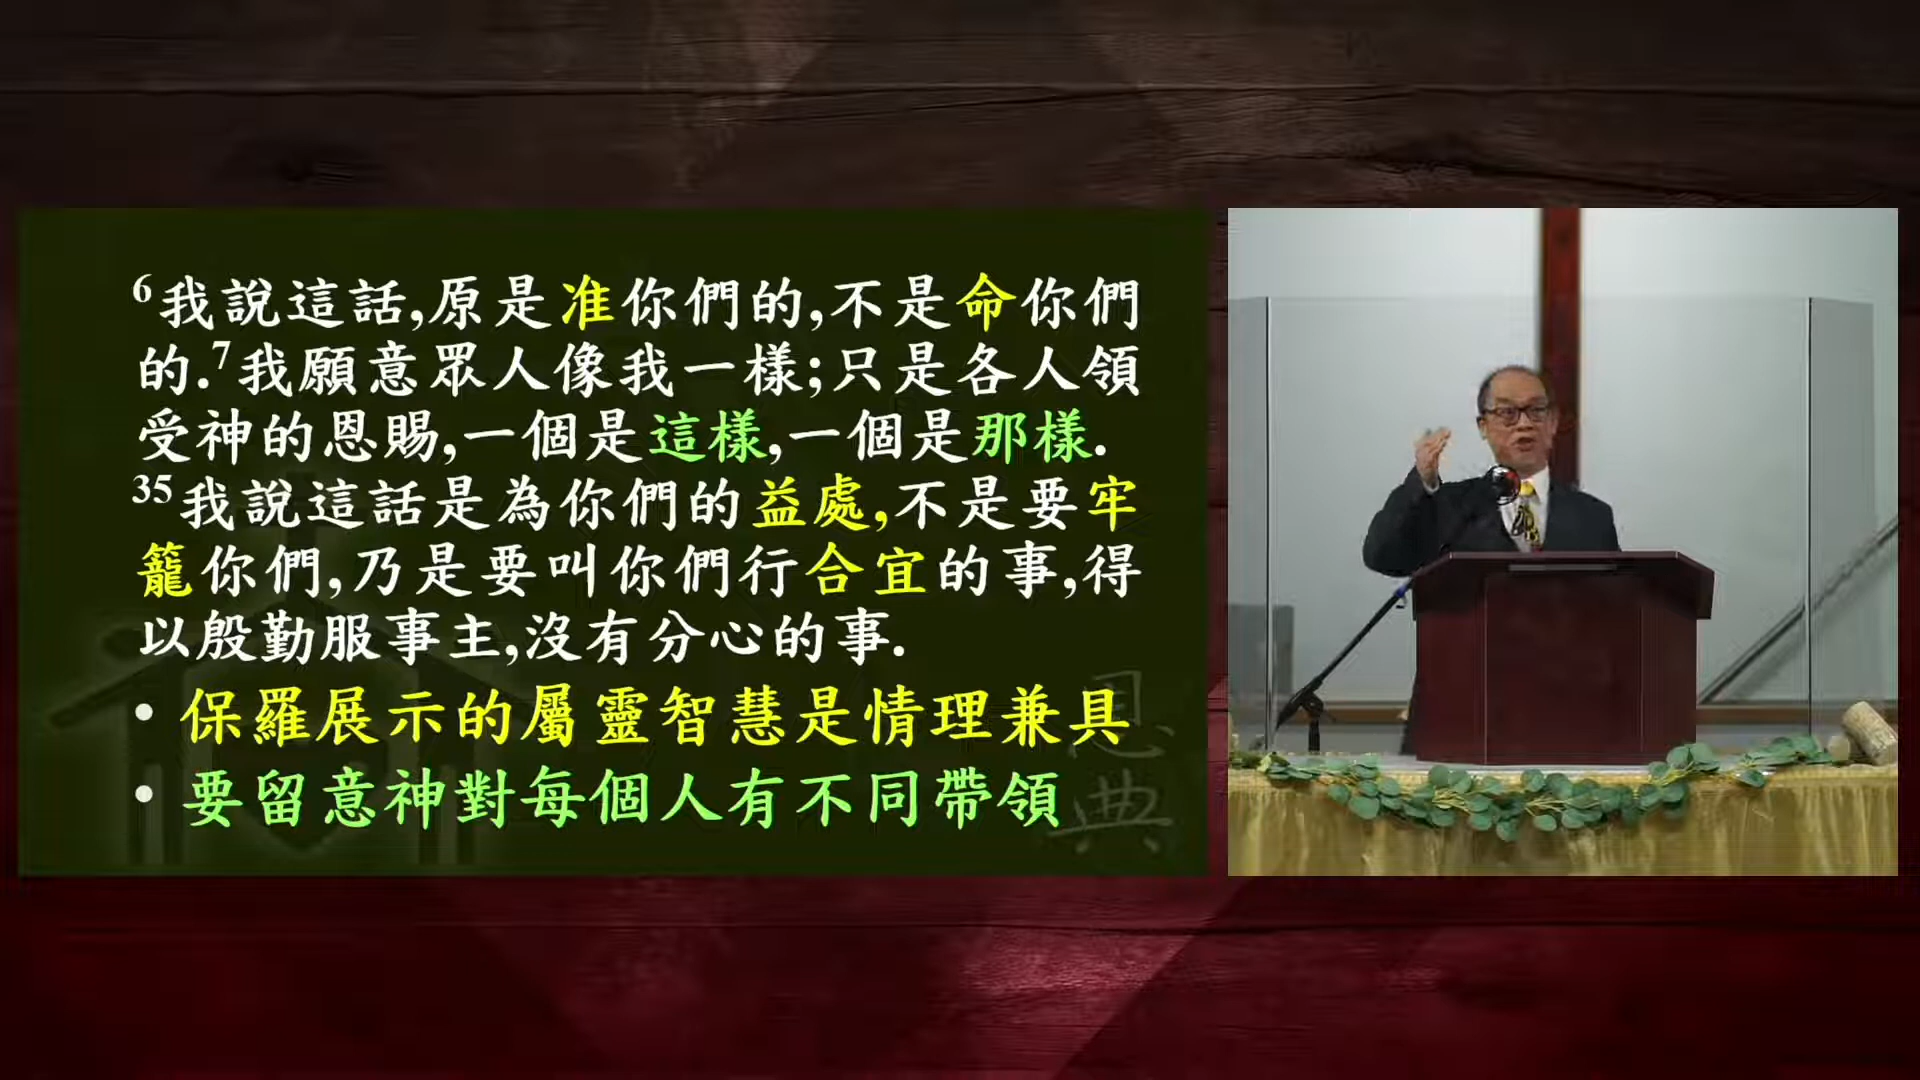 6我說這話,原是准你們的,不是命你們
的.7我願意眾人像我一樣;只是各人領
受神的恩賜,一個是這樣,一個是那樣.
35我說這話是為你們的益處,不是要牢
籠你們,乃是要叫你們行合宜的事,得
以殷勤服事主,沒有分心的事.
• 保羅展示的屬靈智慧是情理兼具
• 要留意神對每個人有不同帶領
恩
典